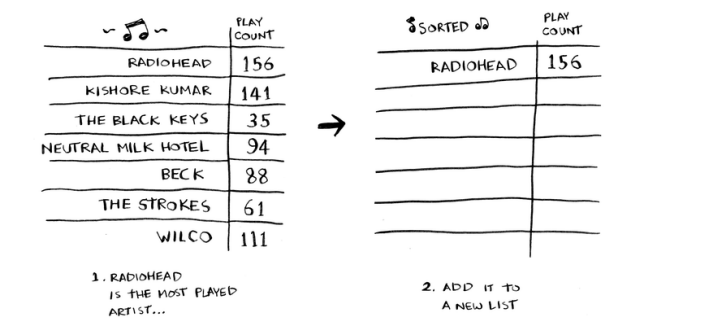 PLAY
COUNT
RADIOHEAD 156
KISHORE KUMAR 141
THE BLACK KEYS 35
NEUTRAL MILK HOTEL 94
BECK 88
THE STROKES 61
WILCO 111
1. RADIOHEAD
IS THE MOST PLAYED
ARTIST...
SORTED
PLAY
COUNT
RADIOHEAD 156
2. ADD IT TO
A NEW LIST